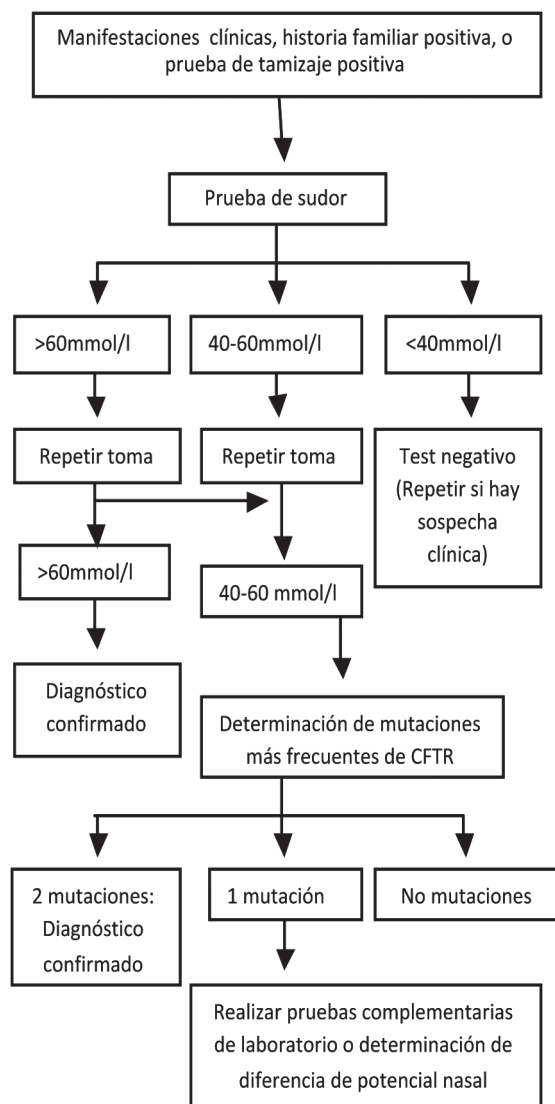 Manifestaciones clínicas, historia familiar positiva, o
prueba de tamizaje positiva
Prueba de sudor
>60mmol/l
40-60mmol/l
<40mmol/l
Repetir toma
Repetir toma
Test negativo
(Repetir si hay
sospecha
clínica)
>60mmol/l
40-60 mmol/l
Diagnóstico
confirmado
Determinación de mutaciones
más frecuentes de CFTR
2 mutaciones:
Diagnóstico
confirmado
1 mutación
No mutaciones
Realizar pruebas complementarias
de laboratorio o determinación de
diferencia de potencial nasal